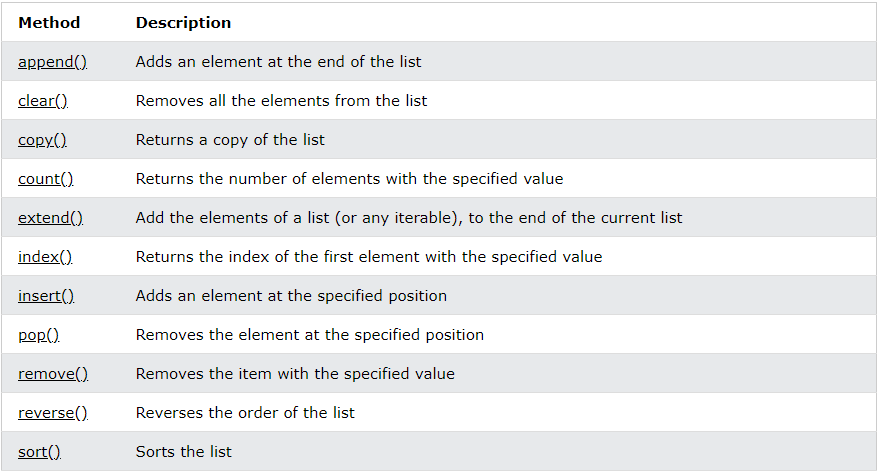 Method Description
append() Adds an element at the end of the list
clear() Removes all the elements from the list
copy() Returns a copy of the list
count() Returns the number of elements with the specified value
extend() Add the elements of a list (or any iterable), to the end of the current list
index() Returns the index of the first element with the specified value
insert() Adds an element at the specified position
pop() Removes the element at the specified position
remove() Removes the item with the specified value
reverse() Reverses the order of the list
sort() Sorts the list